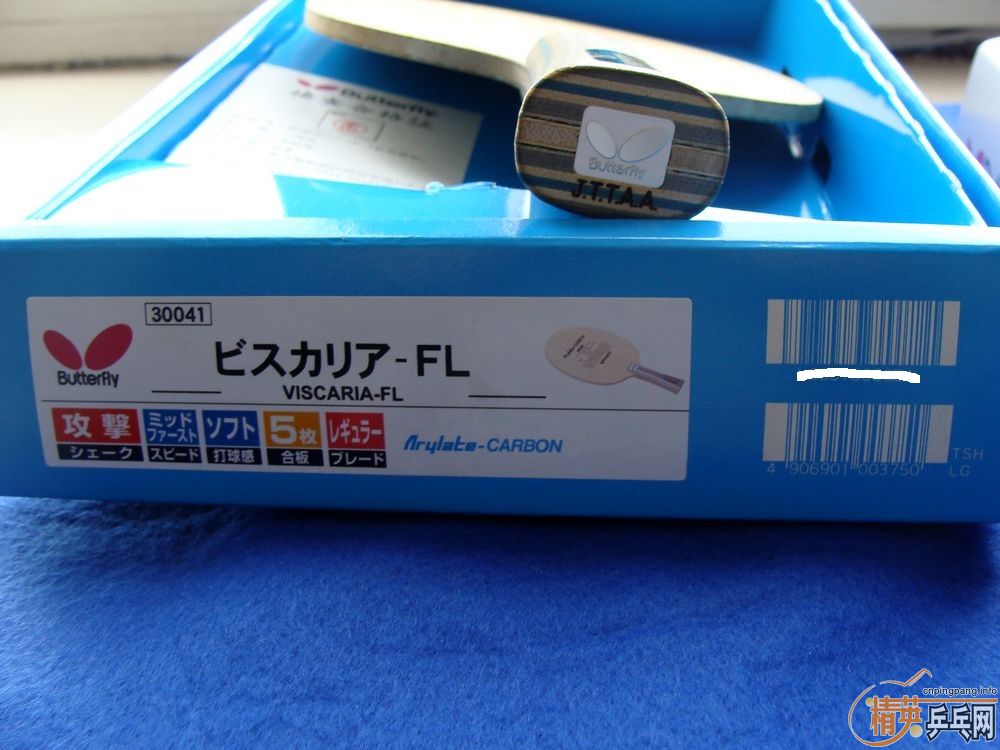 Butterfly
Butterfly
J.T.T.A.A.
30041
Butterfly
ビスカリア-FL
VISCARIA-FL
攻撃
シェーク
ミッド
ファースト
スピード
ソフト
打球感
5枚
合板
レギュラー
ブレード
Arylate-CARBON
4 906901 003750
TSH
LG
cnpingpang.info
精英乒乓网